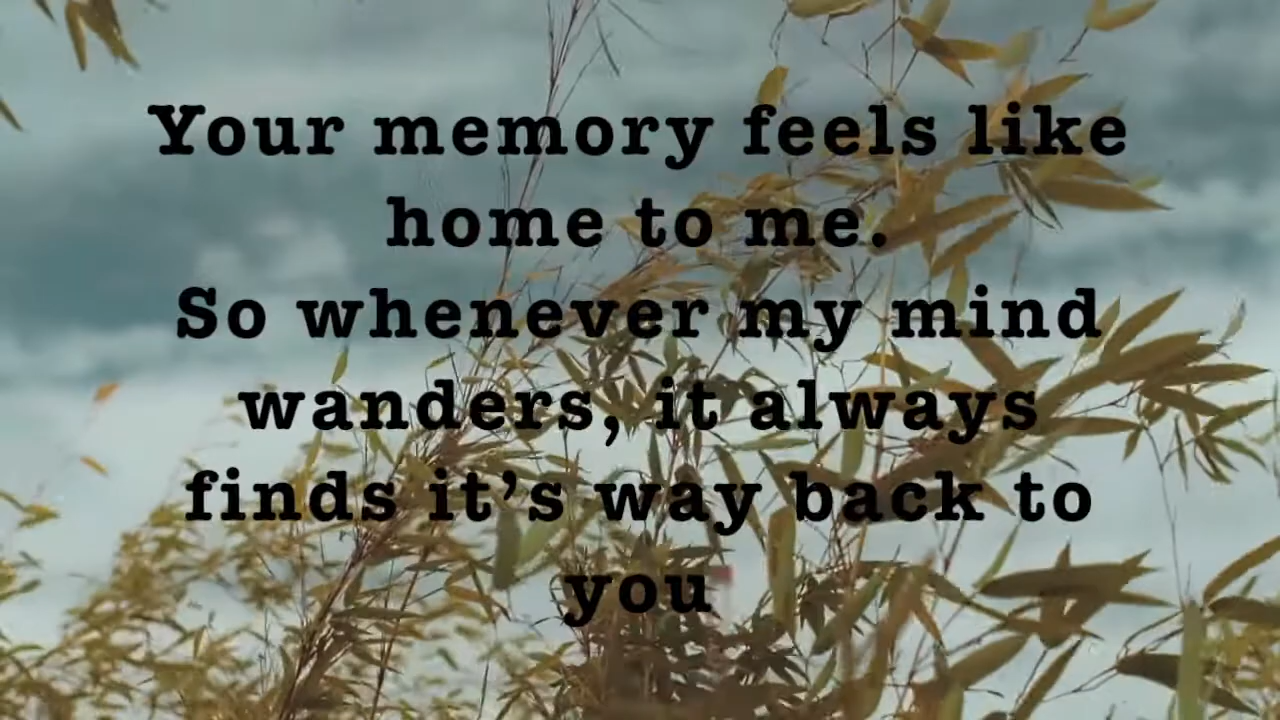 Your memory feels like
home to me.
So whenever my mind
wanders, it always
finds it’s way back to
you